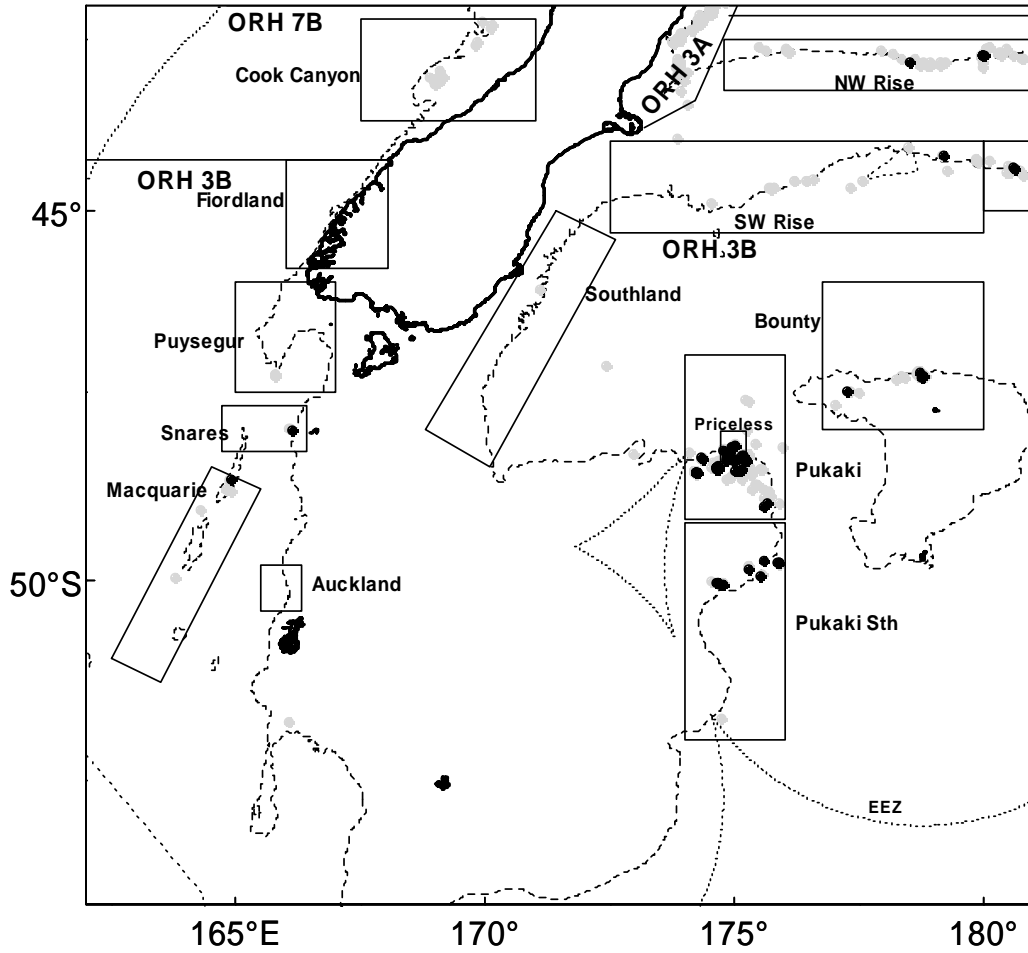 ORH 7B
Cook Canyon
ORH 3A
NW Rise
ORH 3B
Fiordland
45°
SW Rise
ORH 3B
Southland
Bounty
Puysegur
Priceless
Snares
Pukaki
Macquarie
50°S
Auckland
Pukaki Sth
EEZ
165°E 170° 175° 180°